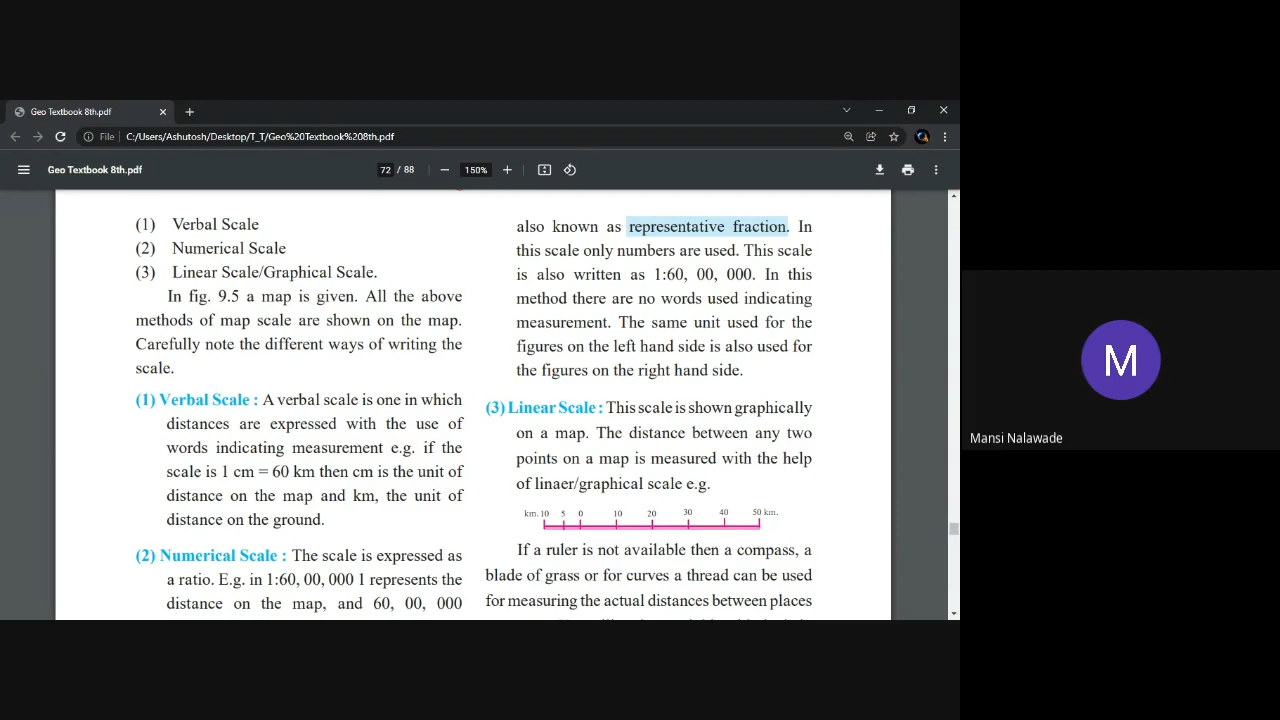 Geo Textbook 8th.pdf
File
C:/Users/Ashutosh/Desktop/T_T/Geo%20Textbook%208th.pdf
Geo Textbook 8th.pdf
72 / 88
150%
(1) Verbal Scale
(2) Numerical Scale
(3) Linear Scale/Graphical Scale.
In fig. 9.5 a map is given. All the above
methods of map scale are shown on the map.
Carefully note the different ways of writing the
scale.
(1) Verbal Scale : A verbal scale is one in which
distances are expressed with the use of
words indicating measurement e.g. if the
scale is 1 cm = 60 km then cm is the unit of
distance on the map and km, the unit of
distance on the ground.
(2) Numerical Scale : The scale is expressed as
a ratio. E.g. in 1:60, 00, 000 1 represents the
distance on the map, and 60, 00, 000
also known as representative fraction. In
this scale only numbers are used. This scale
is also written as 1:60, 00, 000. In this
method there are no words used indicating
measurement. The same unit used for the
figures on the left hand side is also used for
the figures on the right hand side.
(3) Linear Scale : This scale is shown graphically
on a map. The distance between any two
points on a map is measured with the help
of linaer/graphical scale e.g.
km. 10 5 0 10 20 30 40 50 km.
If a ruler is not available then a compass, a
blade of grass or for curves a thread can be used
for measuring the actual distances between places
M
Mansi Nalawade